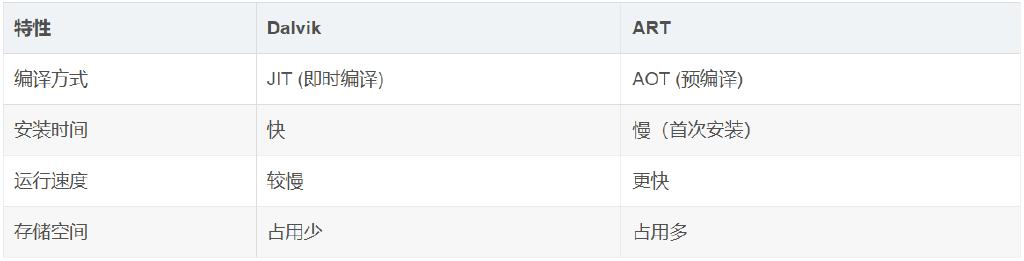 特性 Dalvik ART
编译方式 JIT (即时编译) AOT (预编译)
安装时间 快 慢（首次安装）
运行速度 较慢 更快
存储空间 占用少 占用多